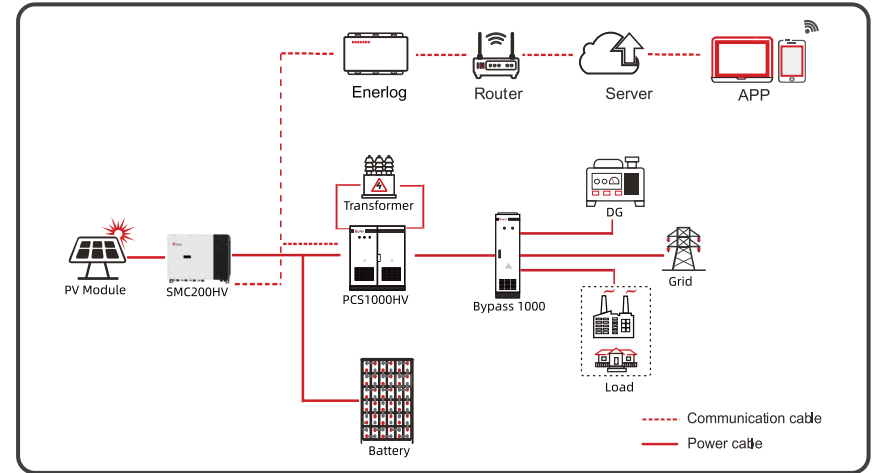 Enerlog
Router
Server
APP
Transformer
DG
PV Module
SMC200HV
PCS1000HV
Bypass 1000
Grid
Load
Battery
Communication cable
Power cable